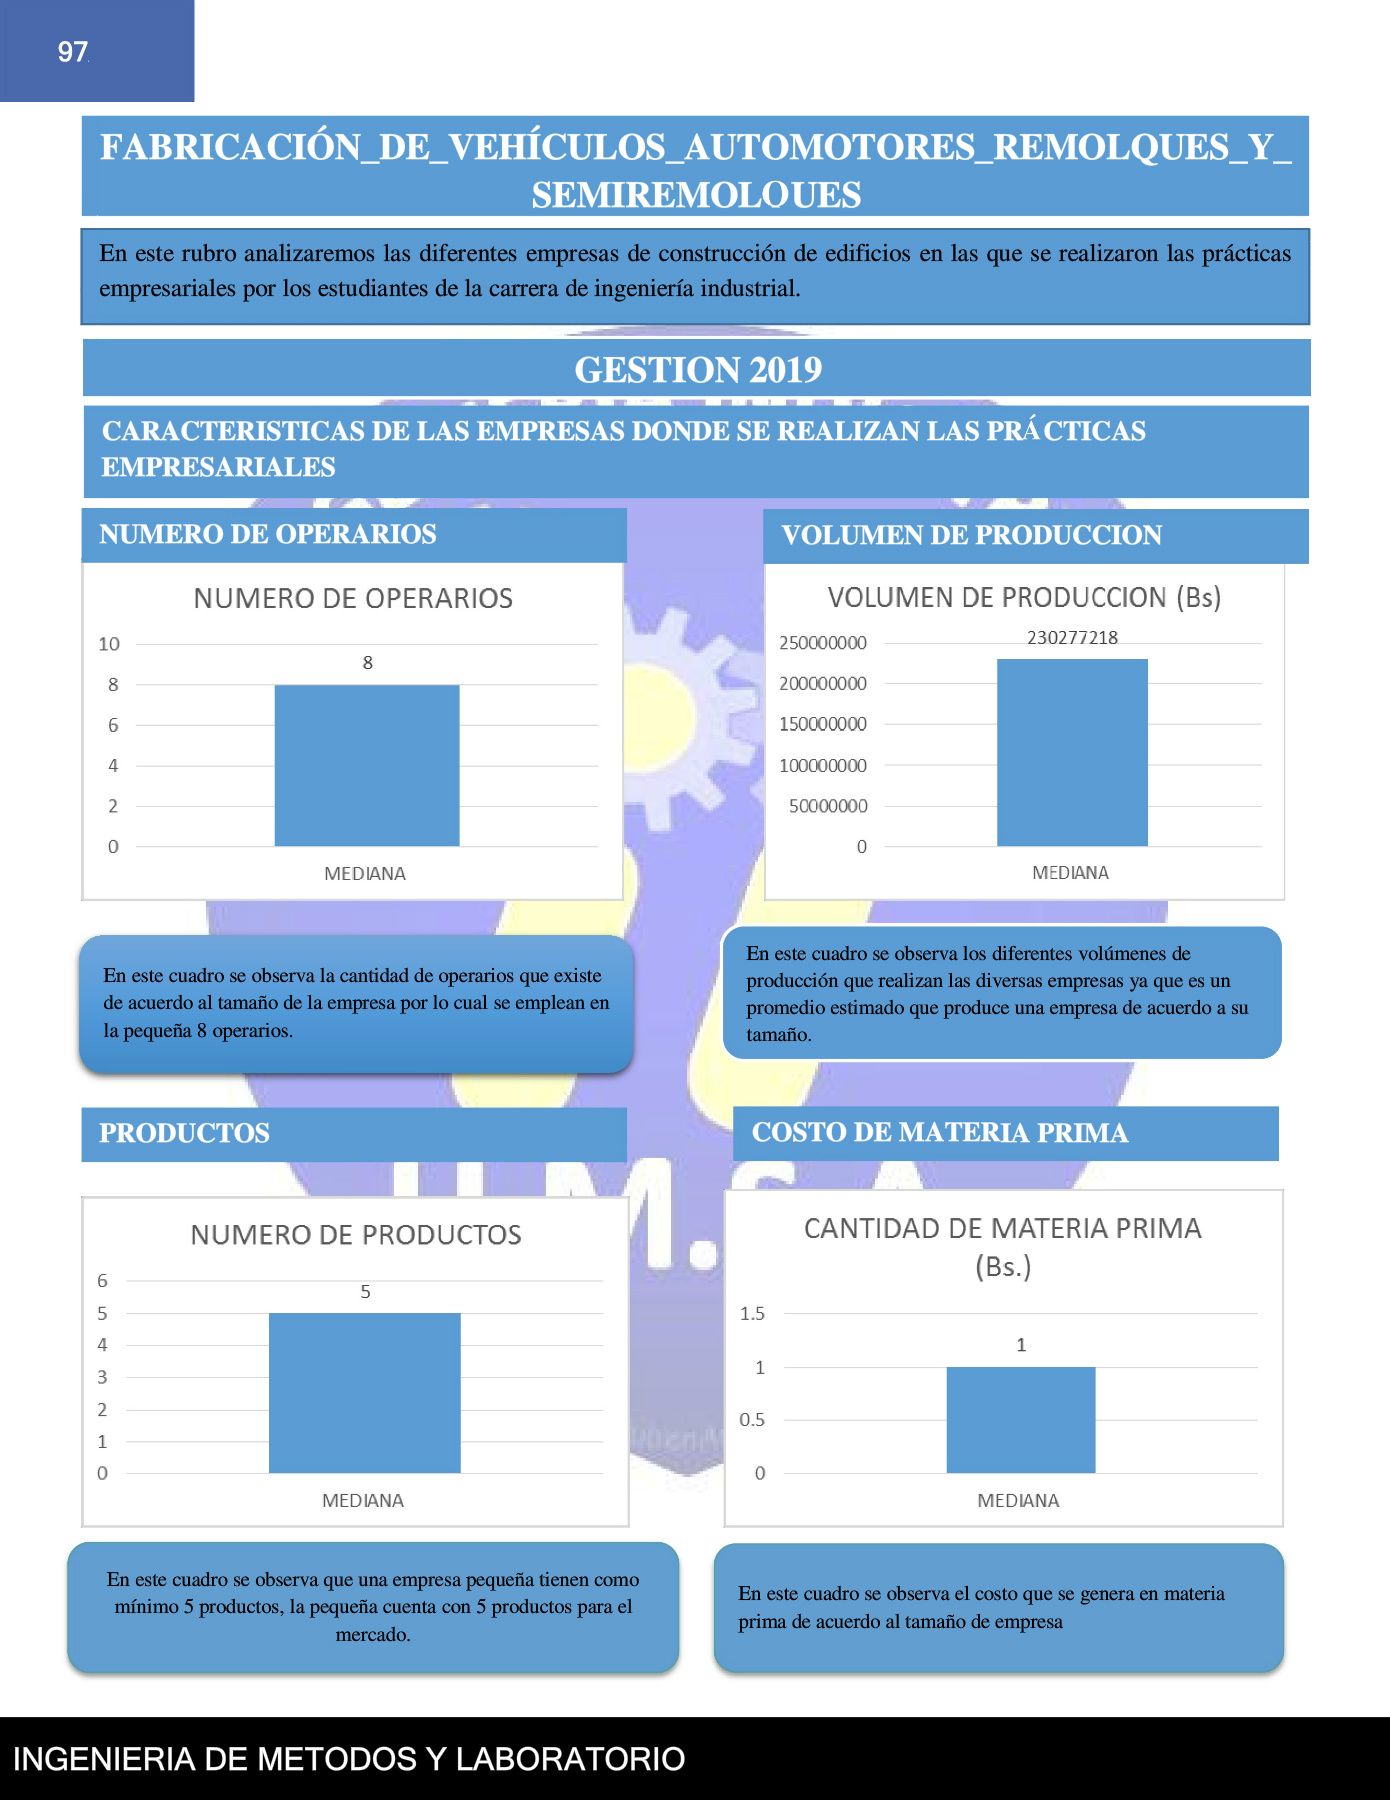 97
FABRICACIÓN_DE_VEHÍCULOS_AUTOMOTORES_REMOLQUES_Y_
SEMIREMOLQUES
En este rubro analizaremos las diferentes empresas de construcción de edificios en las que se realizaron las prácticas
empresariales por los estudiantes de la carrera de ingeniería industrial.
GESTION 2019
CARACTERISTICAS DE LAS EMPRESAS DONDE SE REALIZAN LAS PRÁCTICAS
EMPRESARIALES
NUMERO DE OPERARIOS
NUMERO DE OPERARIOS
10
8
8
6
4
2
0
MEDIANA
VOLUMEN DE PRODUCCION
VOLUMEN DE PRODUCCION (Bs)
230277218
250000000
200000000
150000000
100000000
50000000
0
MEDIANA
En este cuadro se observa la cantidad de operarios que existe
de acuerdo al tamaño de la empresa por lo cual se emplean en
la pequeña 8 operarios.
En este cuadro se observa los diferentes volúmenes de
producción que realizan las diversas empresas ya que es un
promedio estimado que produce una empresa de acuerdo a su
tamaño.
PRODUCTOS
NUMERO DE PRODUCTOS
6
5
5
4
3
2
1
0
MEDIANA
COSTO DE MATERIA PRIMA
CANTIDAD DE MATERIA PRIMA
(Bs.)
1.5
1
1
0.5
0
MEDIANA
En este cuadro se observa que una empresa pequeña tienen como
mínimo 5 productos, la pequeña cuenta con 5 productos para el
mercado.
En este cuadro se observa el costo que se genera en materia
prima de acuerdo al tamaño de empresa
INGENIERIA DE METODOS Y LABORATORIO